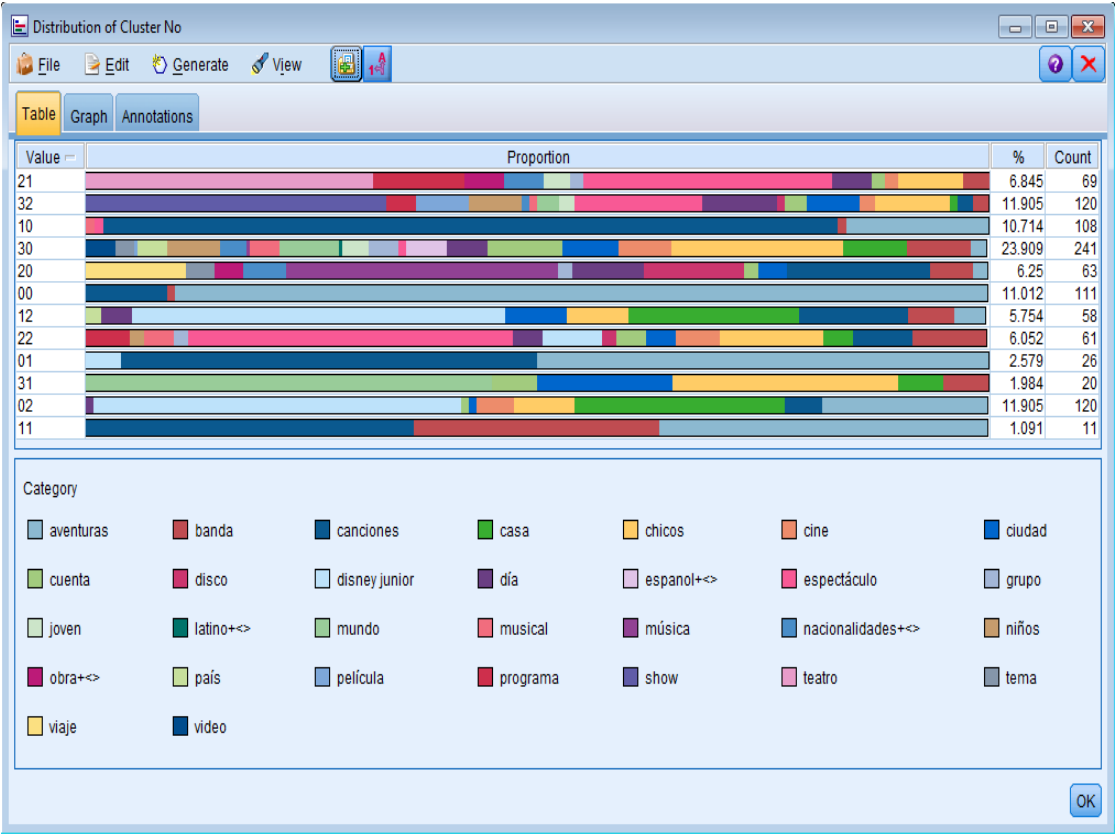 Distribution of Cluster No
File Edit Generate View
Table Graph Annotations
Value Proportion % Count
21 6.845 69
32 11.905 120
10 10.714 108
30 23.909 241
20 6.25 63
00 11.012 111
12 5.754 58
22 6.052 61
01 2.579 26
31 1.984 20
02 11.905 120
11 1.091 11
Category
aventuras banda canciones casa chicos cine ciudad
cuenta disco disney junior día espanol+<> espectáculo grupo
joven latino+<> mundo musical música nacionalidades+<> niños
obra+<> país película programa show teatro tema
viaje video
OK